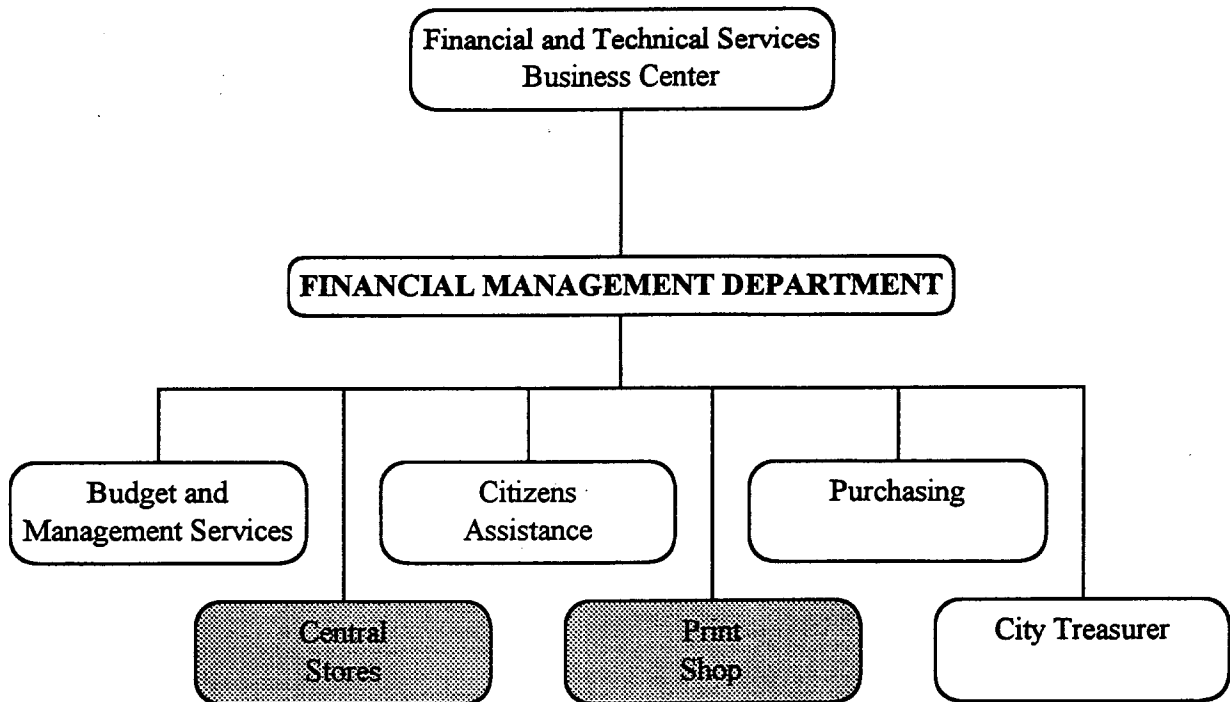 Financial and Technical Services
Business Center
FINANCIAL MANAGEMENT DEPARTMENT
Budget and
Management Services
Citizens
Assistance
Purchasing
Central
Stores
Print
Shop
City Treasurer